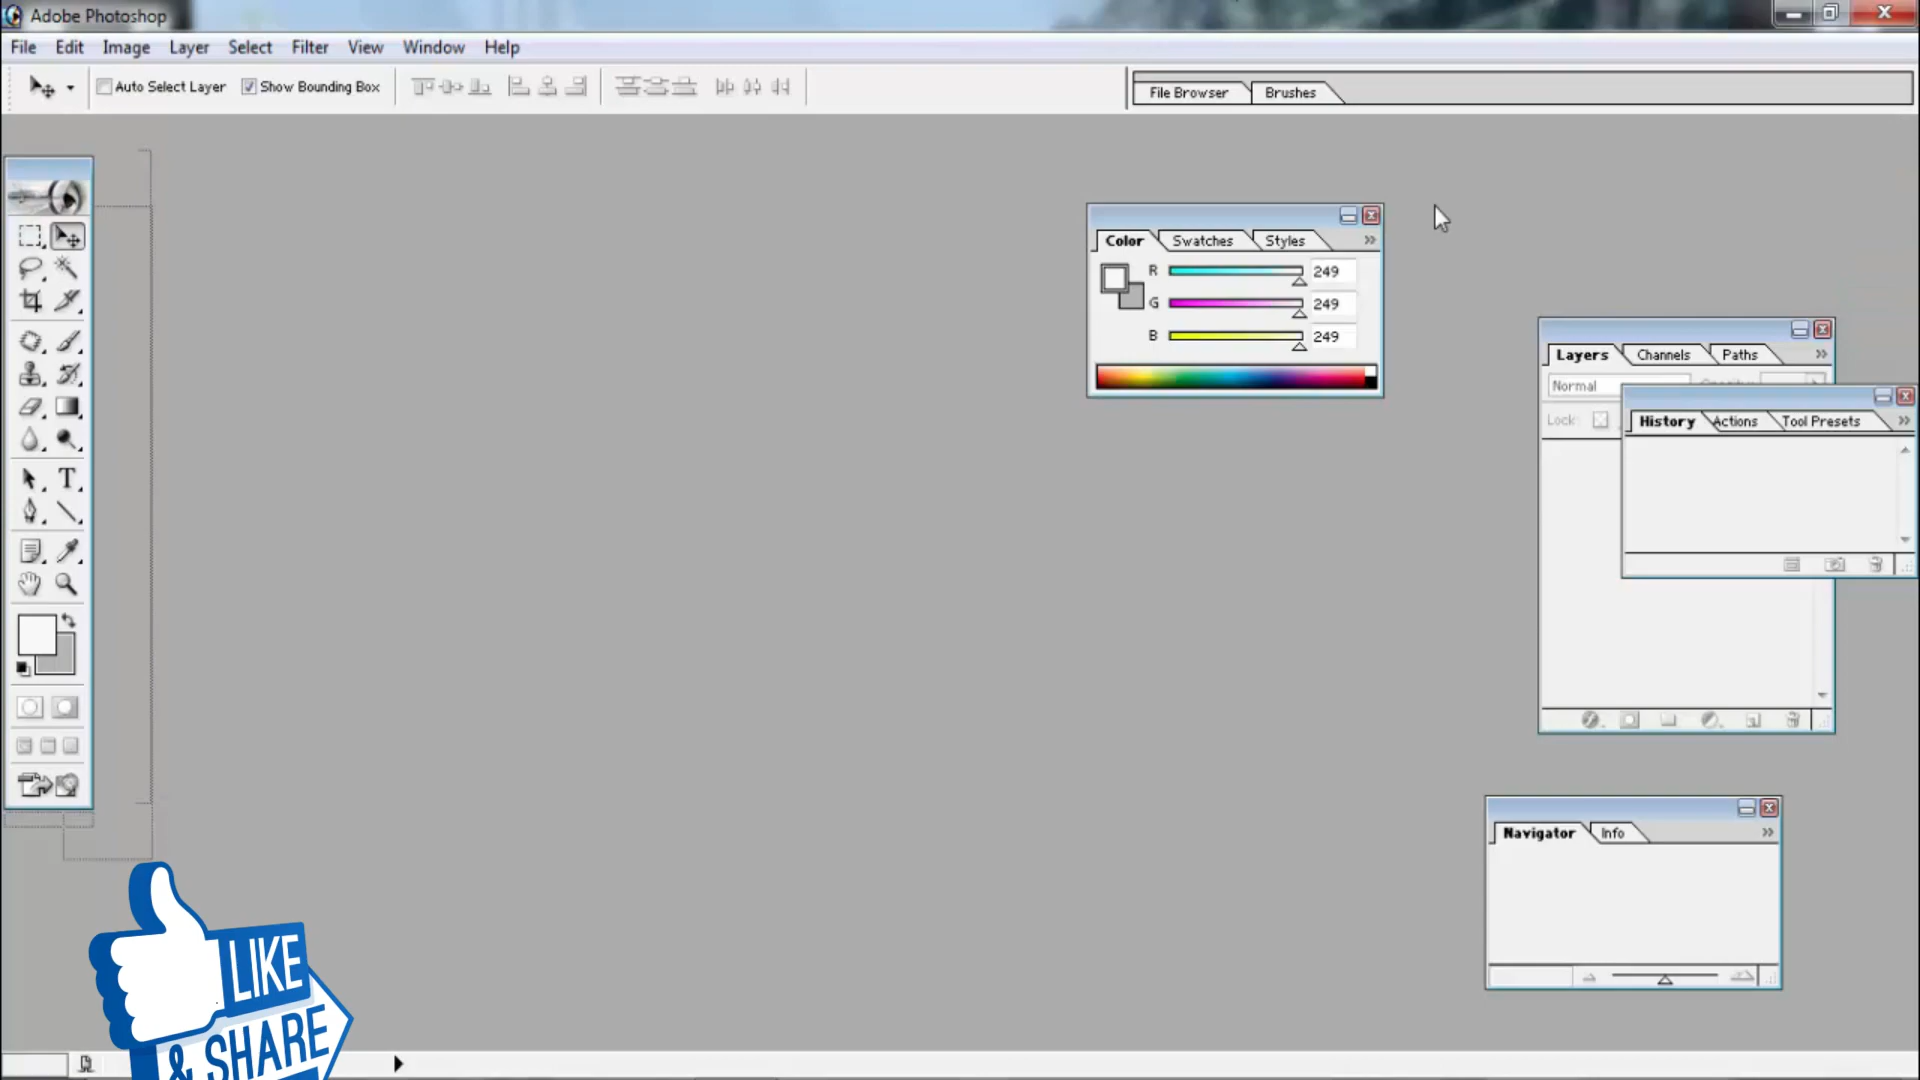 Adobe Photoshop
File Edit Image Layer Select Filter View Window Help
Auto Select Layer Show Bounding Box
File Browser Brushes
Color Swatches Styles
R 249
G 249
B 249
Layers Channels Paths
Normal
Lock:
History Actions Tool Presets
T
Navigator Info
LIKE
& SHARE